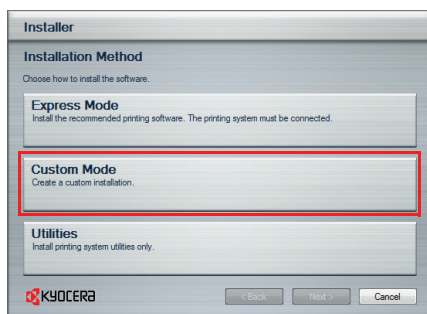 Installer
Installation Method
Choose how to install the software.
Express Mode
Install the recommended printing software. The printing system must be connected.
Custom Mode
Create a custom installation.
Utilities
Install printing system utilities only.
KYOCERA
< Back
Next >
Cancel